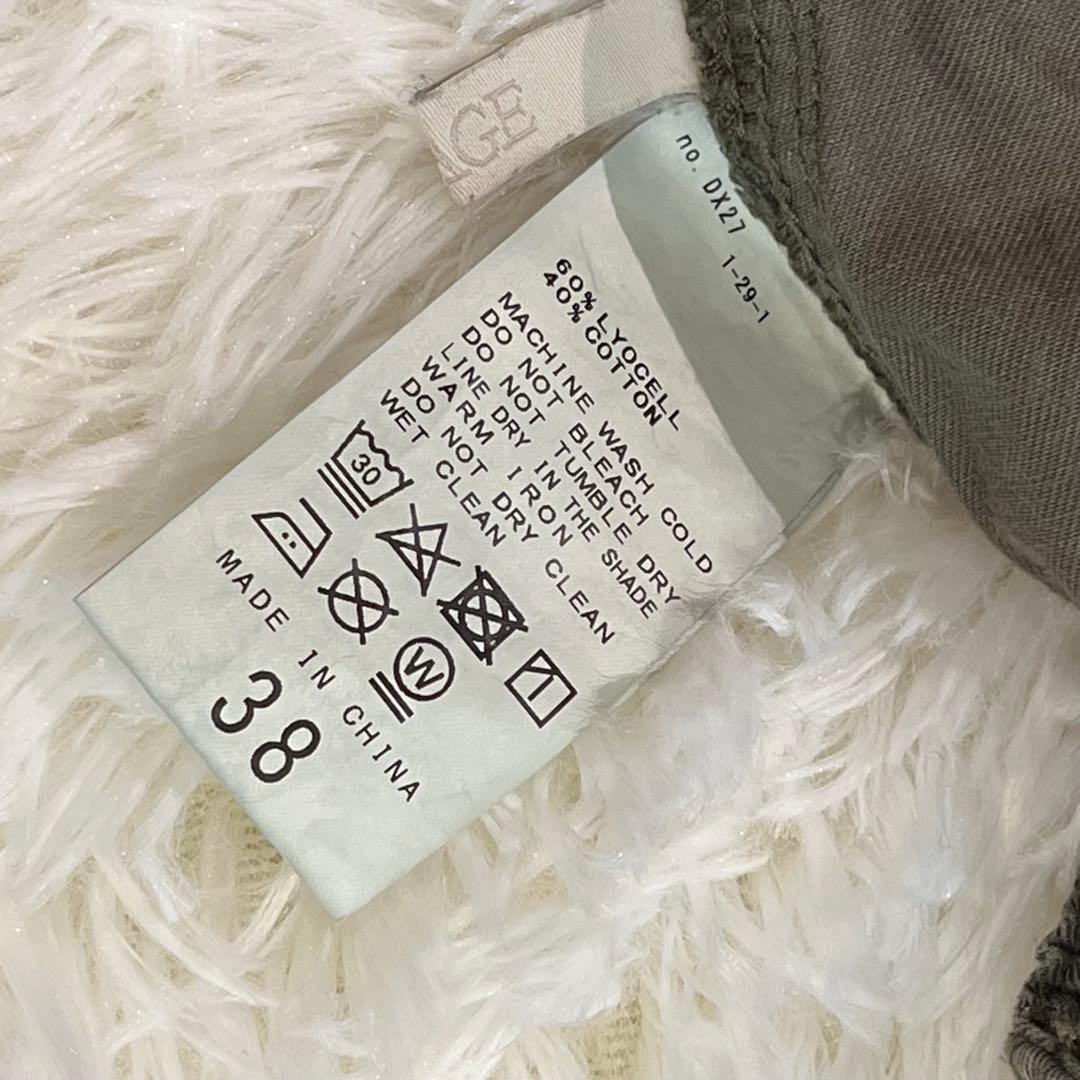 GE
no. DX27 1-29-1
60% LYOCELL
40% COTTON
MACHINE WASH COLD
DO NOT BLEACH
DO NOT TUMBLE DRY
LINE DRY IN THE SHADE
WARM IRON
DO NOT DRY CLEAN
WET CLEAN
30
W
MADE IN CHINA
38